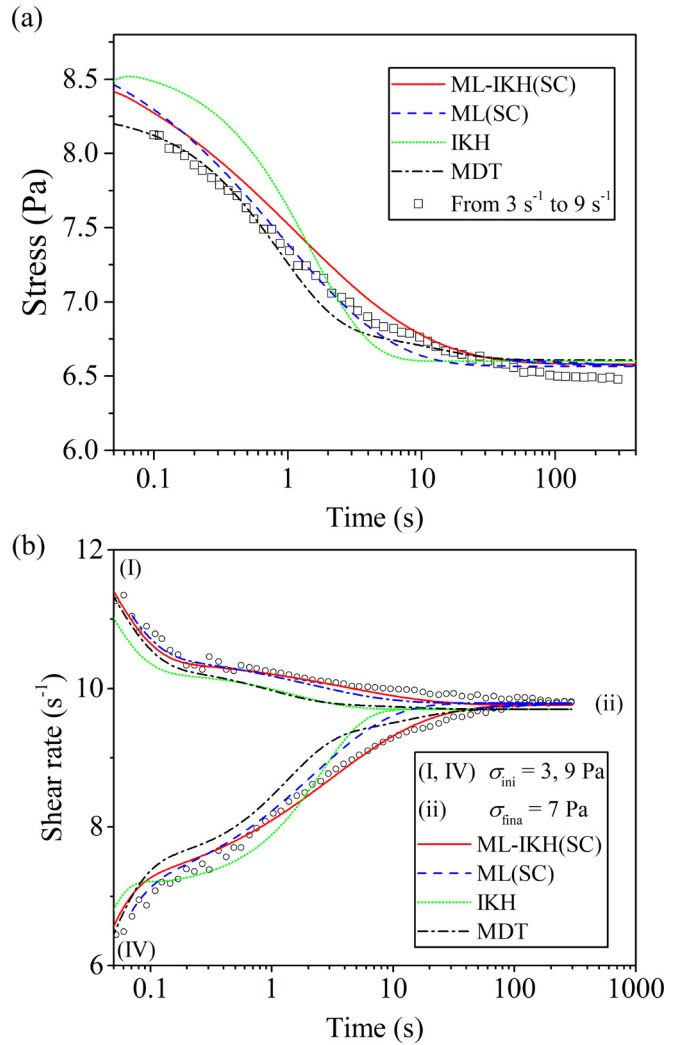 (a)
8.5
8.0
7.5
7.0
6.5
6.0
Stress (Pa)
ML-IKH(SC)
ML(SC)
IKH
MDT
From 3 s⁻¹ to 9 s⁻¹
0.1 1 10 100
Time (s)
(b)
12
10
8
6
Shear rate (s⁻¹)
(I)
(ii)
(IV)
(I, IV) σini = 3, 9 Pa
(ii) σfina = 7 Pa
ML-IKH(SC)
ML(SC)
IKH
MDT
0.1 1 10 100 1000
Time (s)